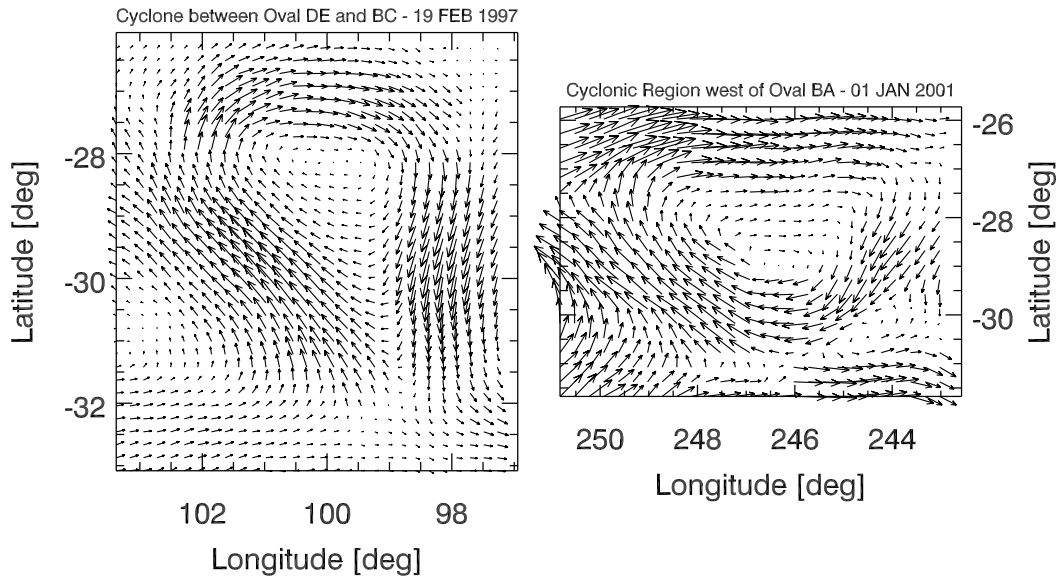 Cyclone between Oval DE and BC - 19 FEB 1997
Latitude [deg]
-28
-30
-32
102 100 98
Longitude [deg]
Cyclonic Region west of Oval BA - 01 JAN 2001
-26
-28
-30
Latitude [deg]
250 248 246 244
Longitude [deg]